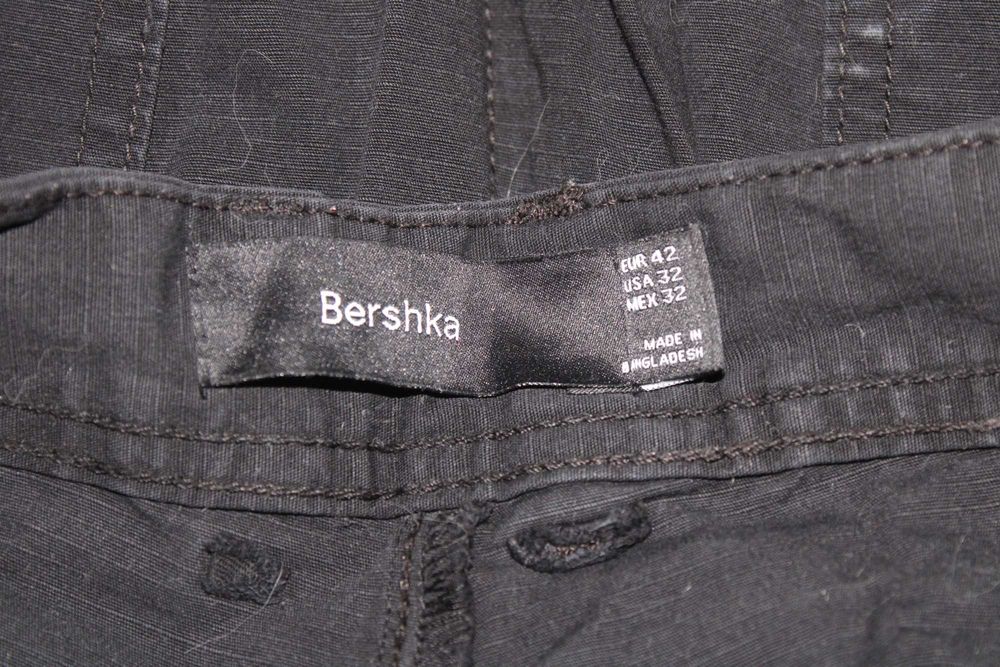 Bershka
EUR 42
USA 32
MEX 32
MADE IN
BANGLADESH